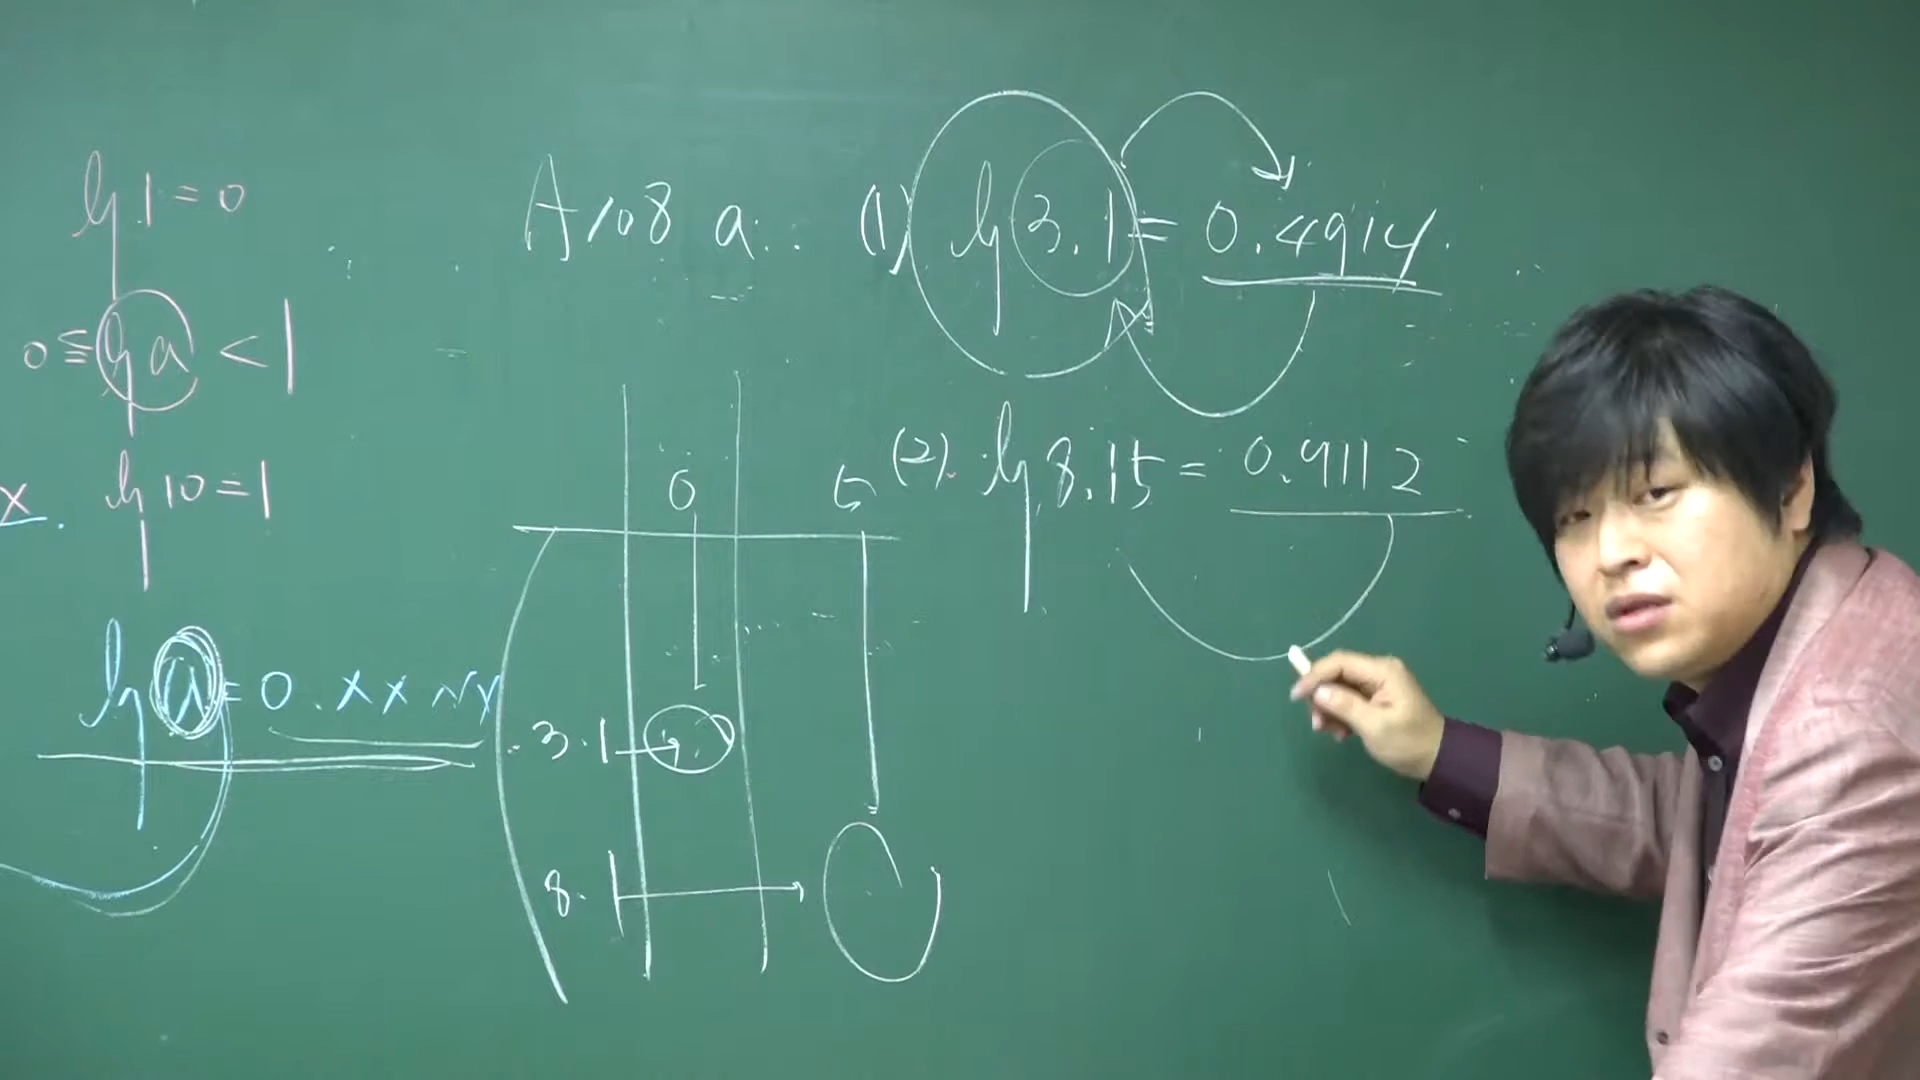 lg 1 = 0
0 ≦ lg a < 1
x. lg 10 = 1
lg a = 0.xx
A108 a. (1) lg 3.1 = 0.4914
(2). lg 8.15 = 0.9112
0 5
3.1
8.1